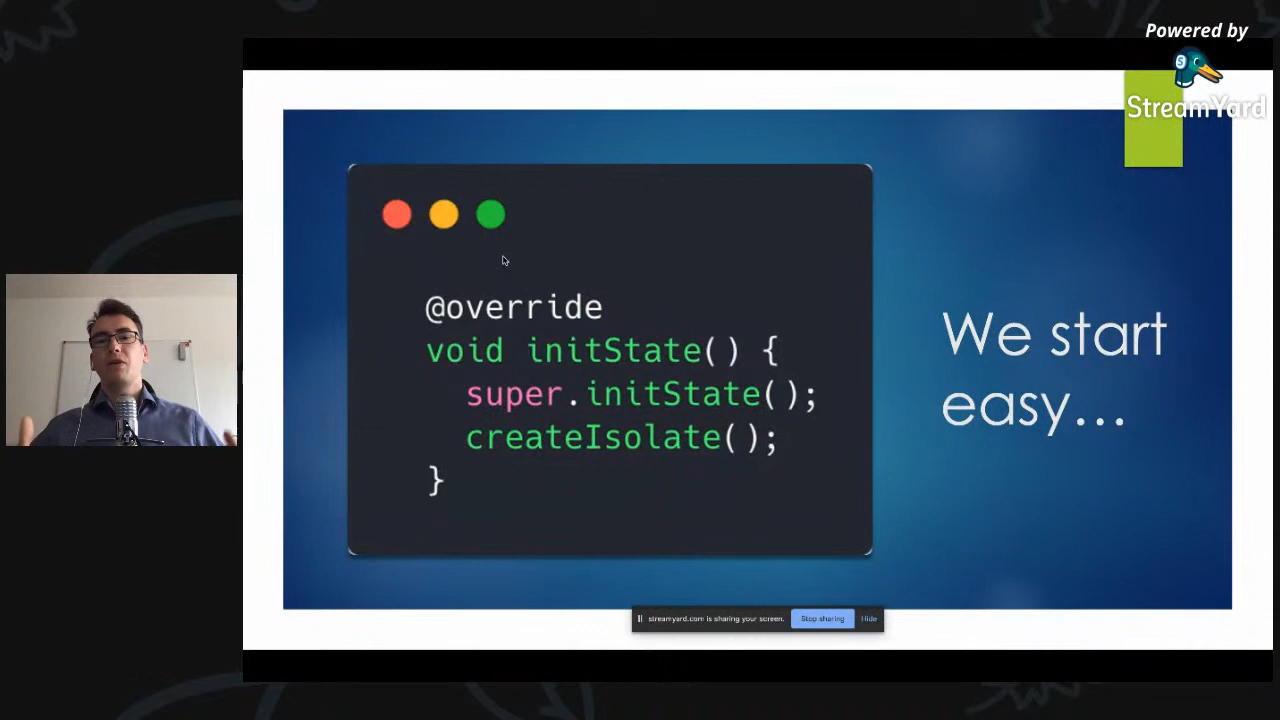 Powered by
StreamYard
@override
void initState() {
super.initState();
createIsolate();
}
We start
easy...
streamyard.com is sharing your screen.
Stop sharing
Hide